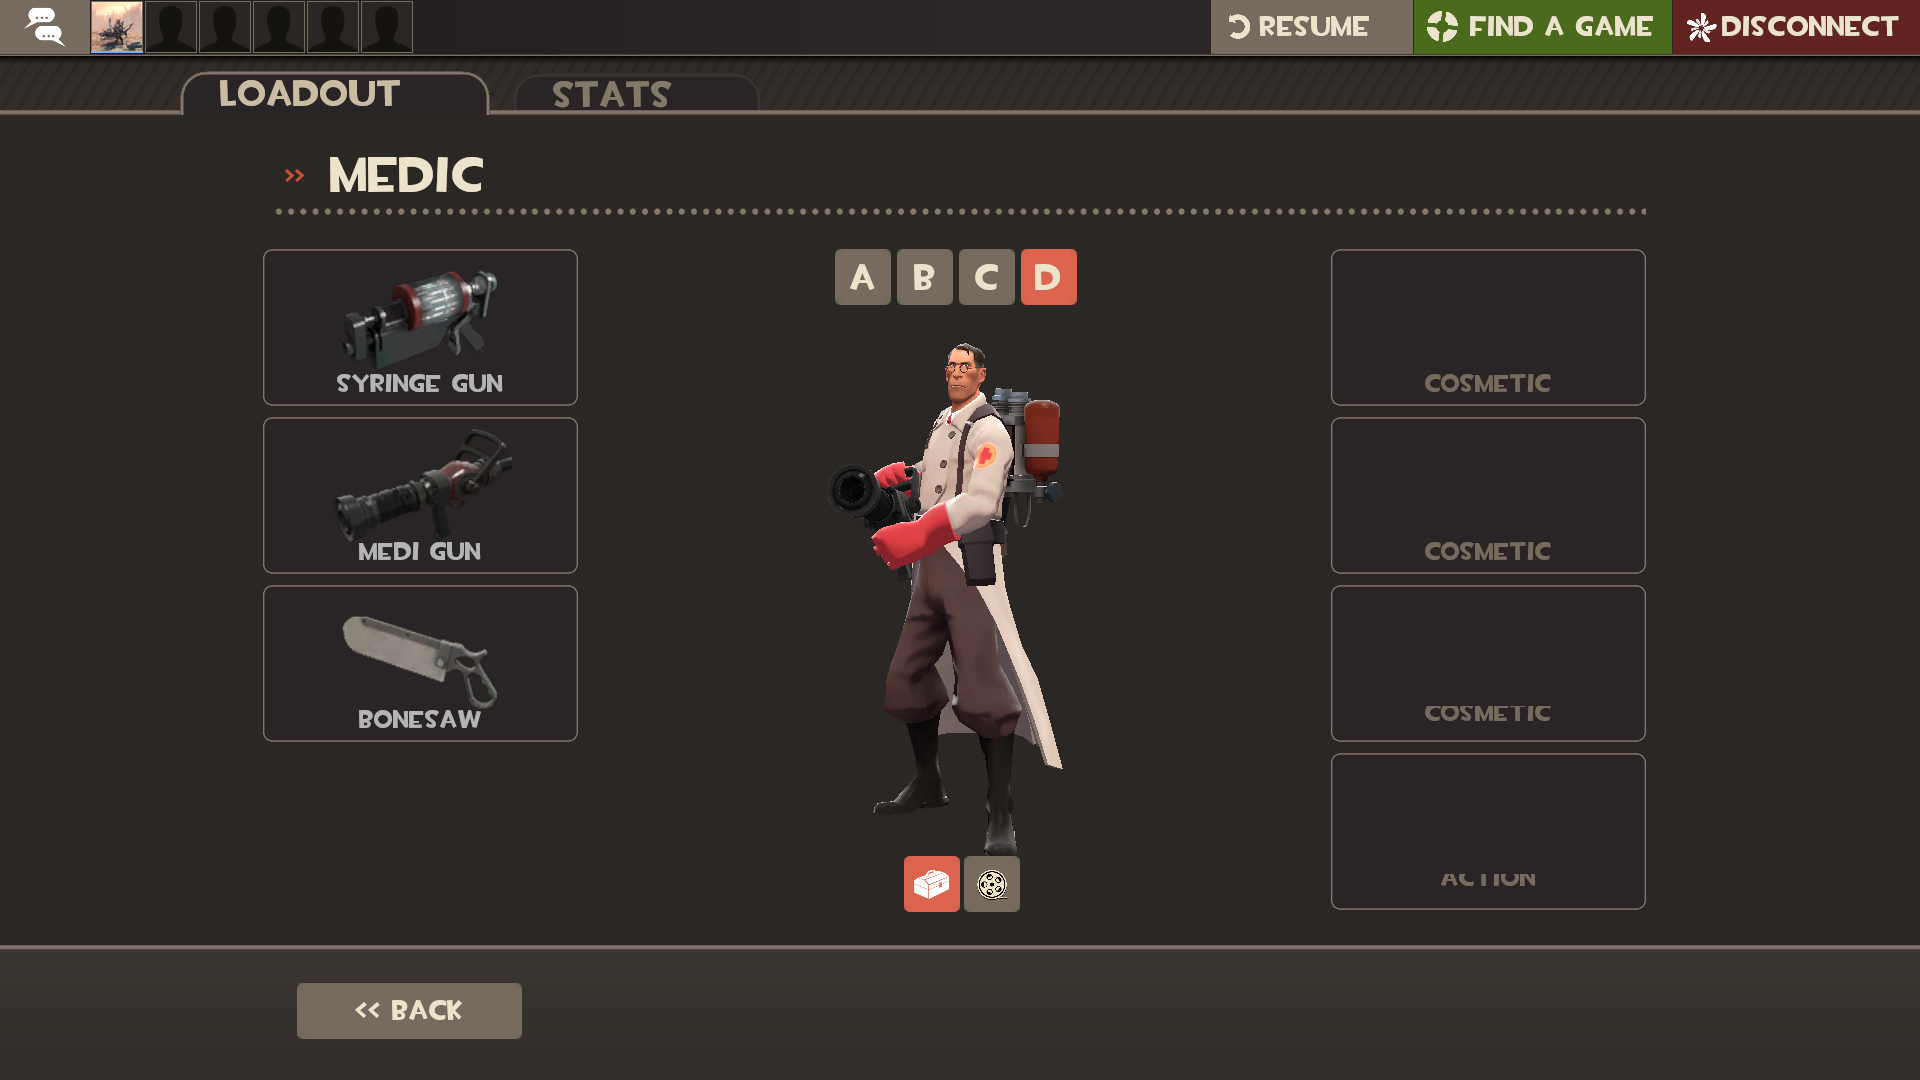 RESUME
FIND A GAME
DISCONNECT
LOADOUT
STATS
>> MEDIC
A
B
C
D
SYRINGE GUN
MEDI GUN
BONESAW
COSMETIC
COSMETIC
COSMETIC
ACTION
<< BACK